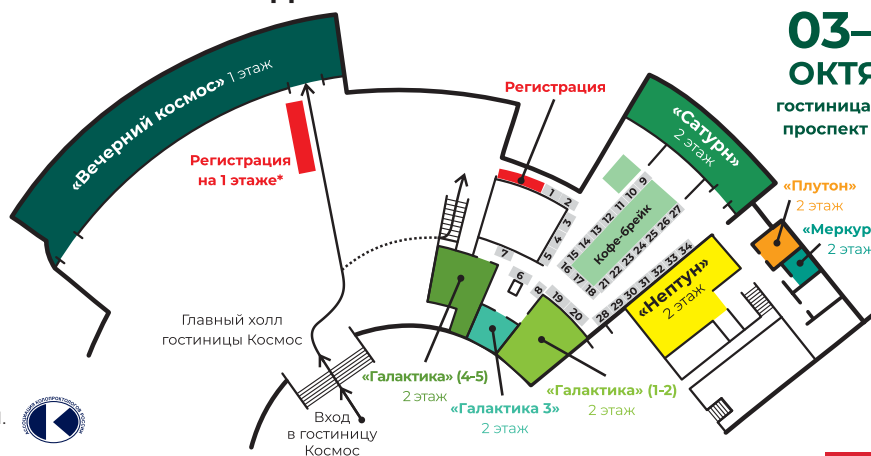 03–
ОКТЯ
гостиница
проспект
«Вечерний космос» 1 этаж
Регистрация
на 1 этаже*
Регистрация
«Сатурн»
2 этаж
«Плутон»
2 этаж
«Меркур
2 этаж
1
2
3
4
5
6
7
8
9
10
11
12
13
14
15
16
17
18
19
20
21
22
23
24
25
26
27
28
29
30
31
32
33
34
Кофе-брейк
«Нептун»
2 этаж
Главный холл
гостиницы Космос
«Галактика» (4-5)
2 этаж
«Галактика 3»
2 этаж
«Галактика» (1-2)
2 этаж
Вход
в гостиницу
Космос
АССОЦИАЦИЯ КОЛОПРОКТОЛОГОВ РОССИИ